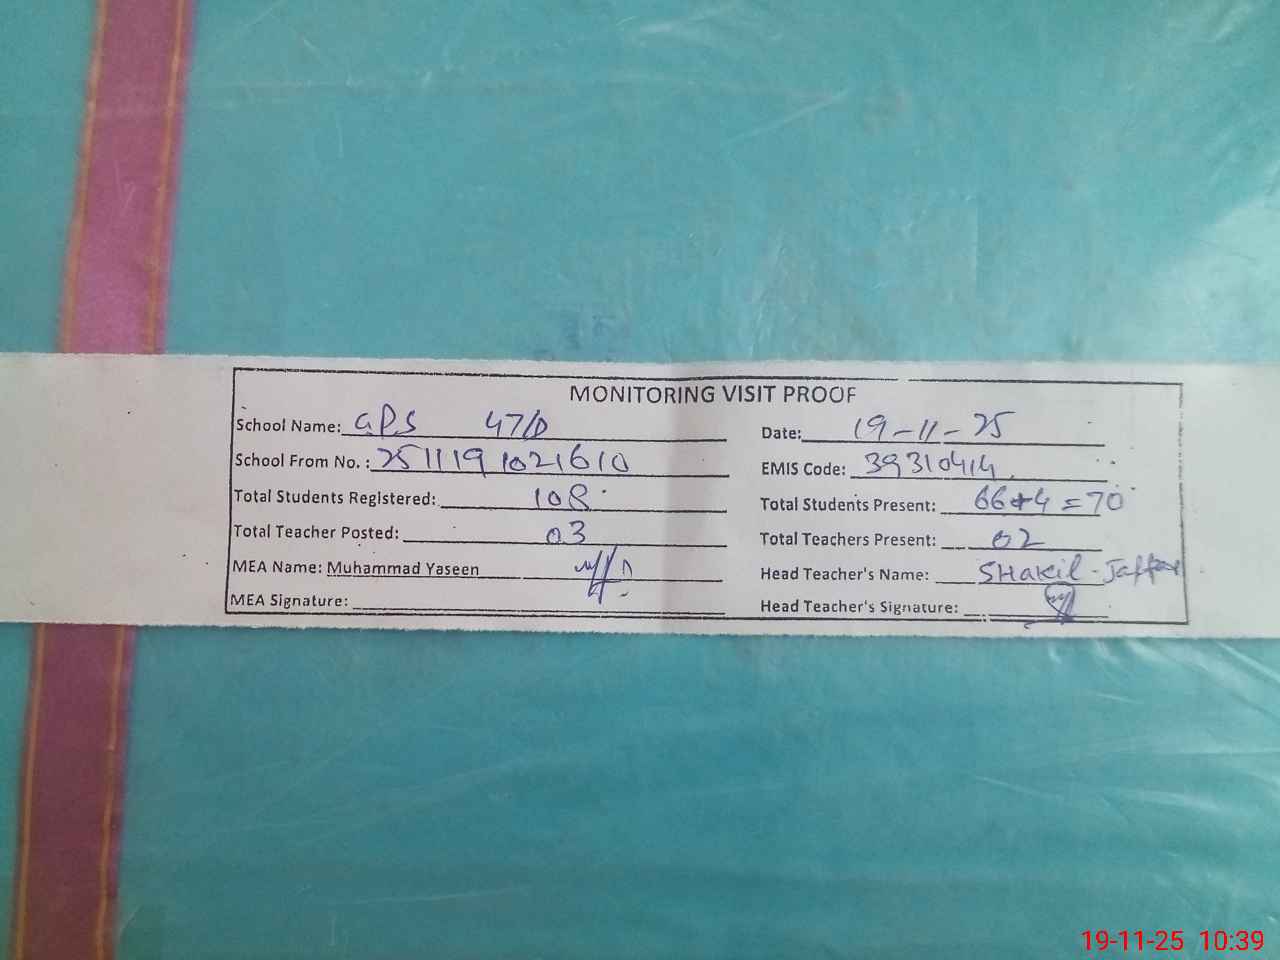 MONITORING VISIT PROOF
School Name: GPS 47/D Date: 19-11-25
School From No. : 251119 1021610 EMIS Code: 39310414
Total Students Registered: 108 Total Students Present: 66+4=70
Total Teacher Posted: 03 Total Teachers Present: 02
MEA Name: Muhammad Yaseen Head Teacher's Name: SHakil - Jaffar
MEA Signature: Head Teacher's Signature:
19-11-25 10:39